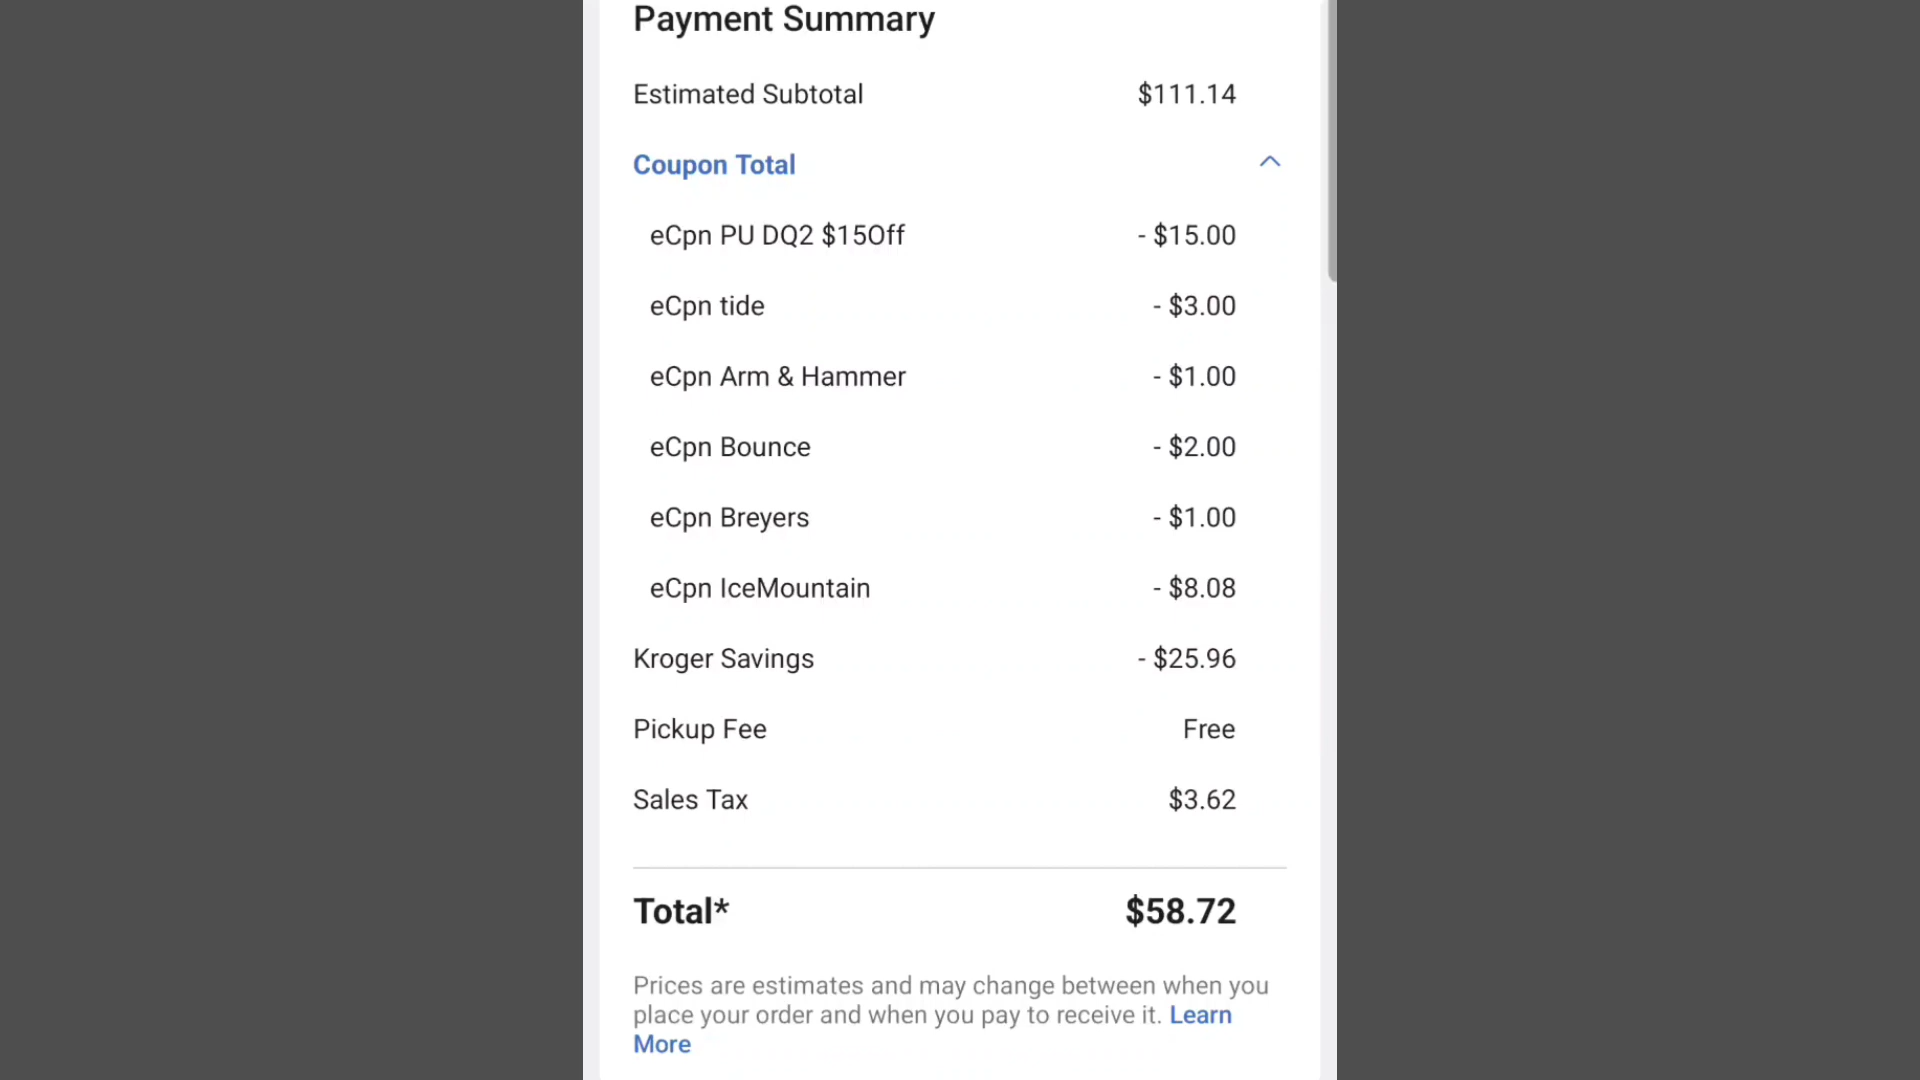 Payment Summary
Estimated Subtotal $111.14
Coupon Total
eCpn PU DQ2 $15Off - $15.00
eCpn tide - $3.00
eCpn Arm & Hammer - $1.00
eCpn Bounce - $2.00
eCpn Breyers - $1.00
eCpn IceMountain - $8.08
Kroger Savings - $25.96
Pickup Fee Free
Sales Tax $3.62
Total* $58.72
Prices are estimates and may change between when you
place your order and when you pay to receive it. Learn
More